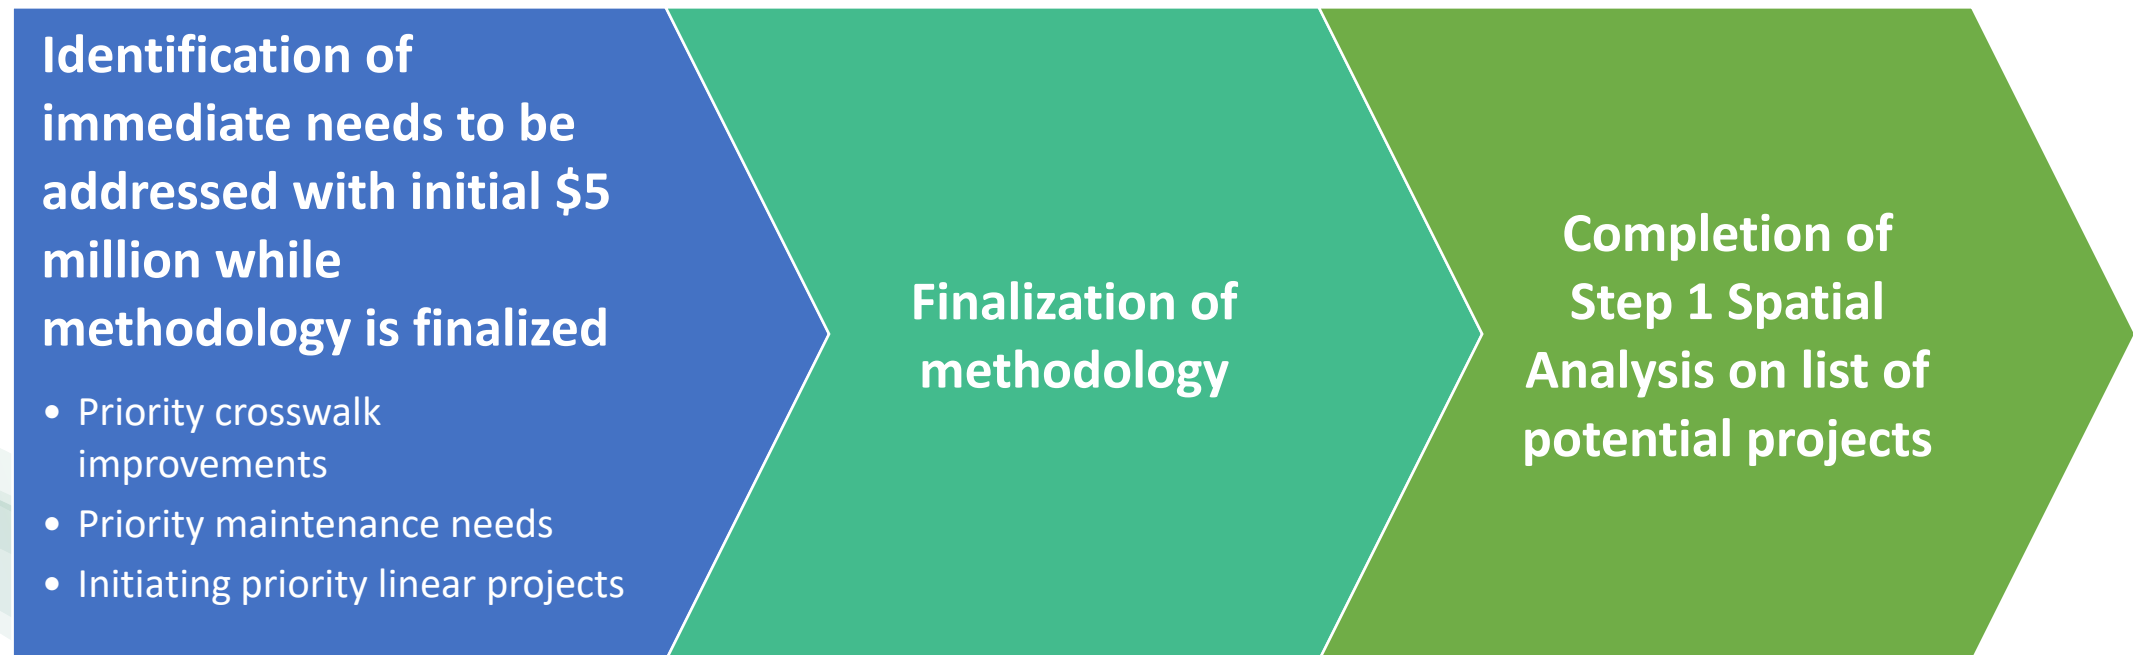 Identification of
immediate needs to be
addressed with initial $5
million while
methodology is finalized
• Priority crosswalk
improvements
• Priority maintenance needs
• Initiating priority linear projects
Finalization of
methodology
Completion of
Step 1 Spatial
Analysis on list of
potential projects